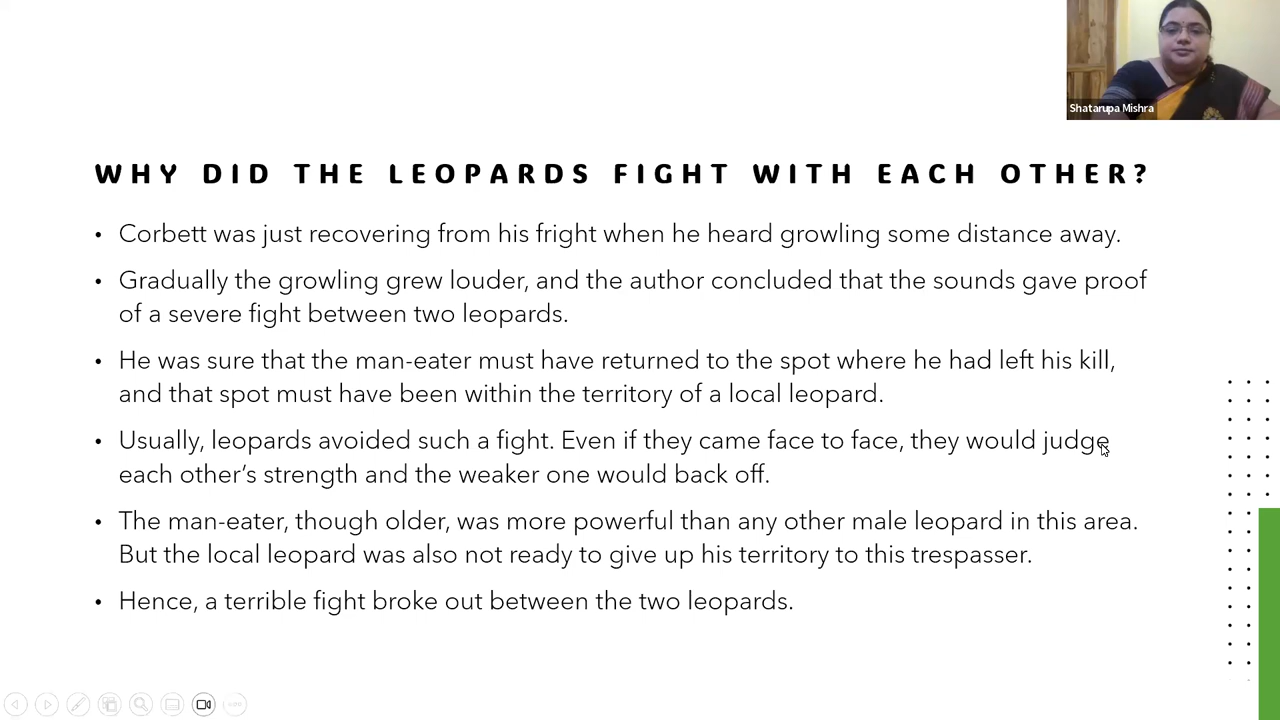 Shatarupa Mishra
WHY DID THE LEOPARDS FIGHT WITH EACH OTHER?
• Corbett was just recovering from his fright when he heard growling some distance away.
• Gradually the growling grew louder, and the author concluded that the sounds gave proof
of a severe fight between two leopards.
• He was sure that the man-eater must have returned to the spot where he had left his kill,
and that spot must have been within the territory of a local leopard.
• Usually, leopards avoided such a fight. Even if they came face to face, they would judge
each other’s strength and the weaker one would back off.
• The man-eater, though older, was more powerful than any other male leopard in this area.
But the local leopard was also not ready to give up his territory to this trespasser.
• Hence, a terrible fight broke out between the two leopards.